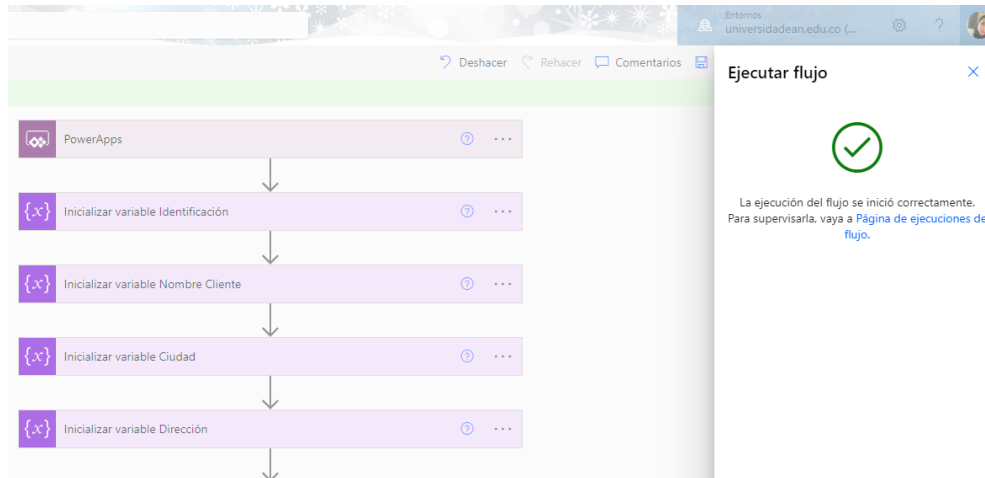 Entornos
universidadean.edu.co (...
Deshacer
Rehacer
Comentarios
Ejecutar flujo
PowerApps
{x} Inicializar variable Identificación
{x} Inicializar variable Nombre Cliente
{x} Inicializar variable Ciudad
{x} Inicializar variable Dirección
La ejecución del flujo se inició correctamente.
Para supervisarla, vaya a Página de ejecuciones de
flujo.